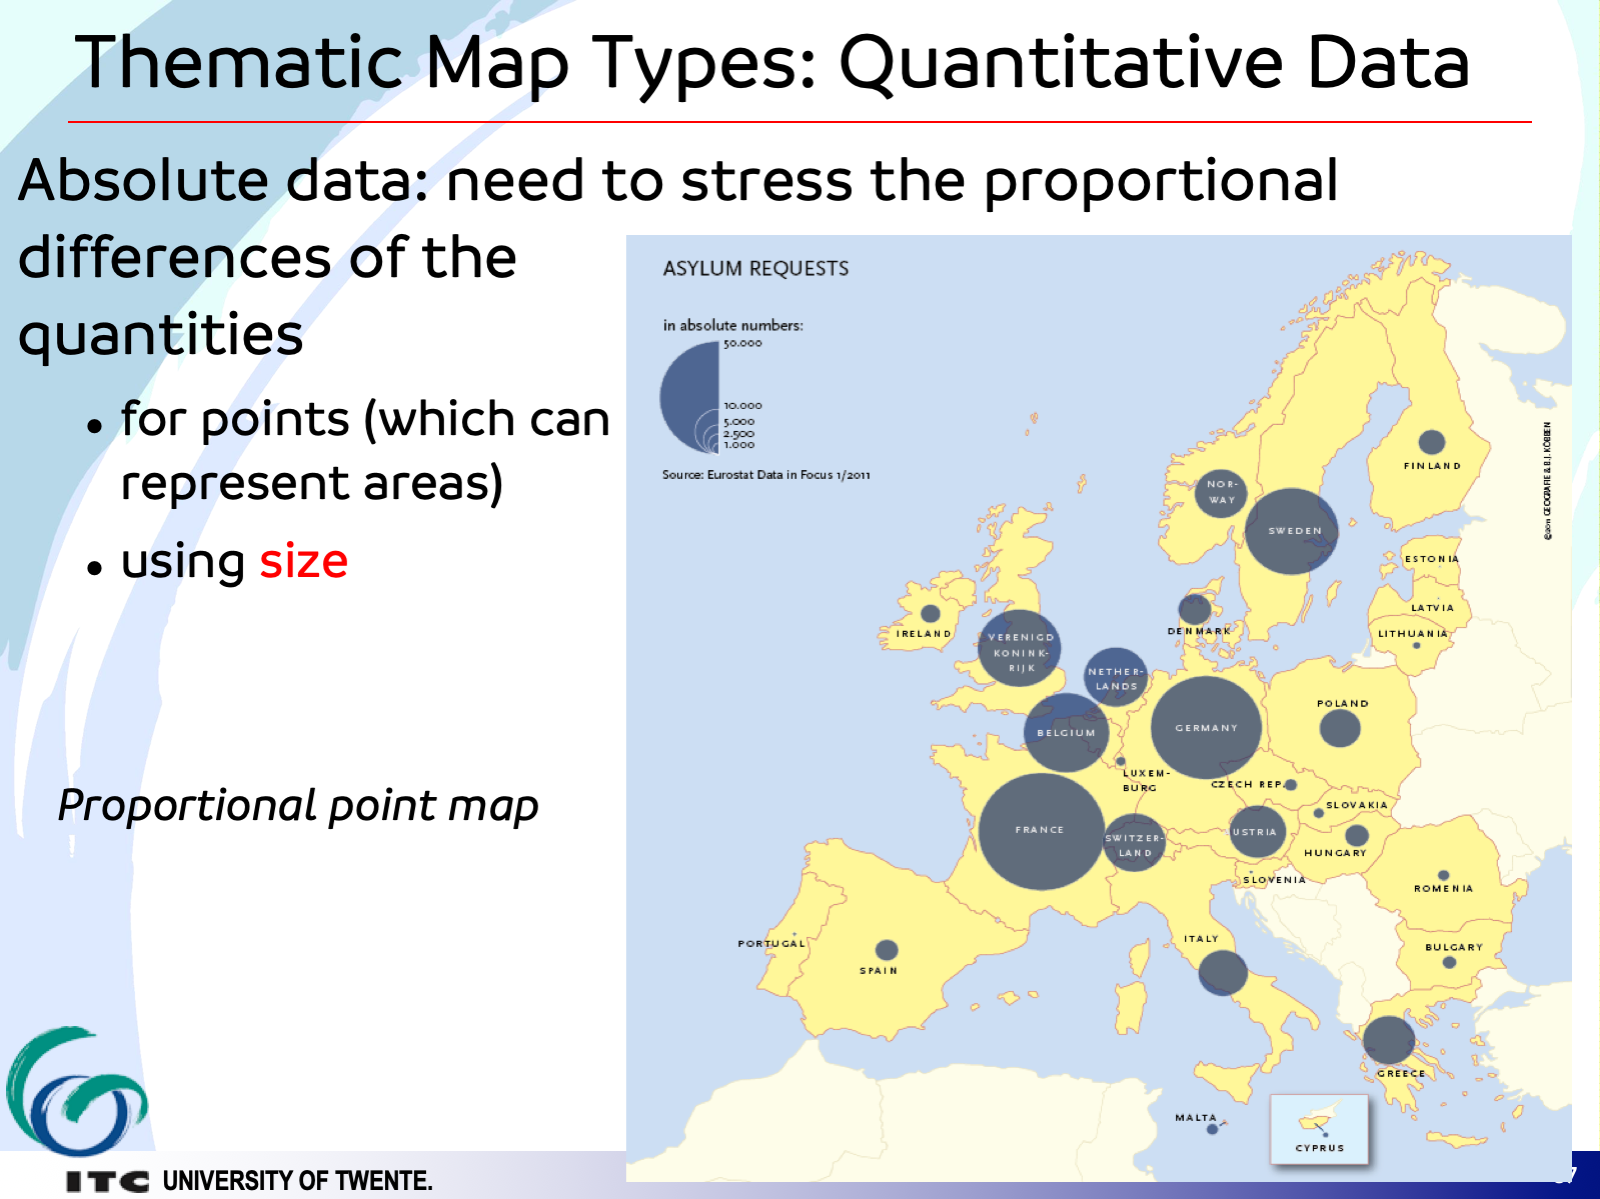 Thematic Map Types: Quantitative Data
Absolute data: need to stress the proportional
differences of the
quantities
• for points (which can
represent areas)
• using size
Proportional point map
ASYLUM REQUESTS
in absolute numbers:
50.000
10.000
5.000
2.500
1.000
Source: Eurostat Data in Focus 1/2011
©2011 GEOGRAFIE & B.J. KÖBBEN
FINLAND
NOR-
WAY
SWEDEN
ESTONIA
LATVIA
LITHUANIA
DENMARK
IRELAND
VERENIGD
KONINK-
RIJK
NETHER-
LANDS
BELGIUM
GERMANY
POLAND
LUXEM-
BURG
CZECH REP.
SLOVAKIA
FRANCE
SWITZER-
LAND
USTRIA
HUNGARY
SLOVENIA
ROMENIA
PORTUGAL
SPAIN
ITALY
BULGARY
GREECE
MALTA
CYPRUS
ITC UNIVERSITY OF TWENTE.